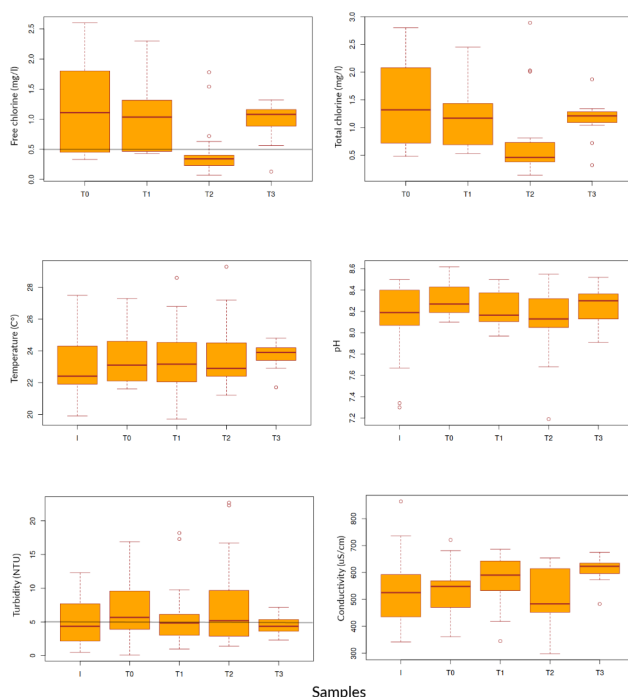 Free chlorine (mg/l)
2.5
2.0
1.5
1.0
0.5
0.0
T0 T1 T2 T3
Total chlorine (mg/l)
3.0
2.5
2.0
1.5
1.0
0.5
T0 T1 T2 T3
Temperature (C°)
28
26
24
22
20
I T0 T1 T2 T3
pH
8.6
8.4
8.2
8.0
7.8
7.6
7.4
7.2
I T0 T1 T2 T3
Turbidity (NTU)
20
15
10
5
0
I T0 T1 T2 T3
Conductivity (uS/cm)
800
700
600
500
400
300
I T0 T1 T2 T3
Samples